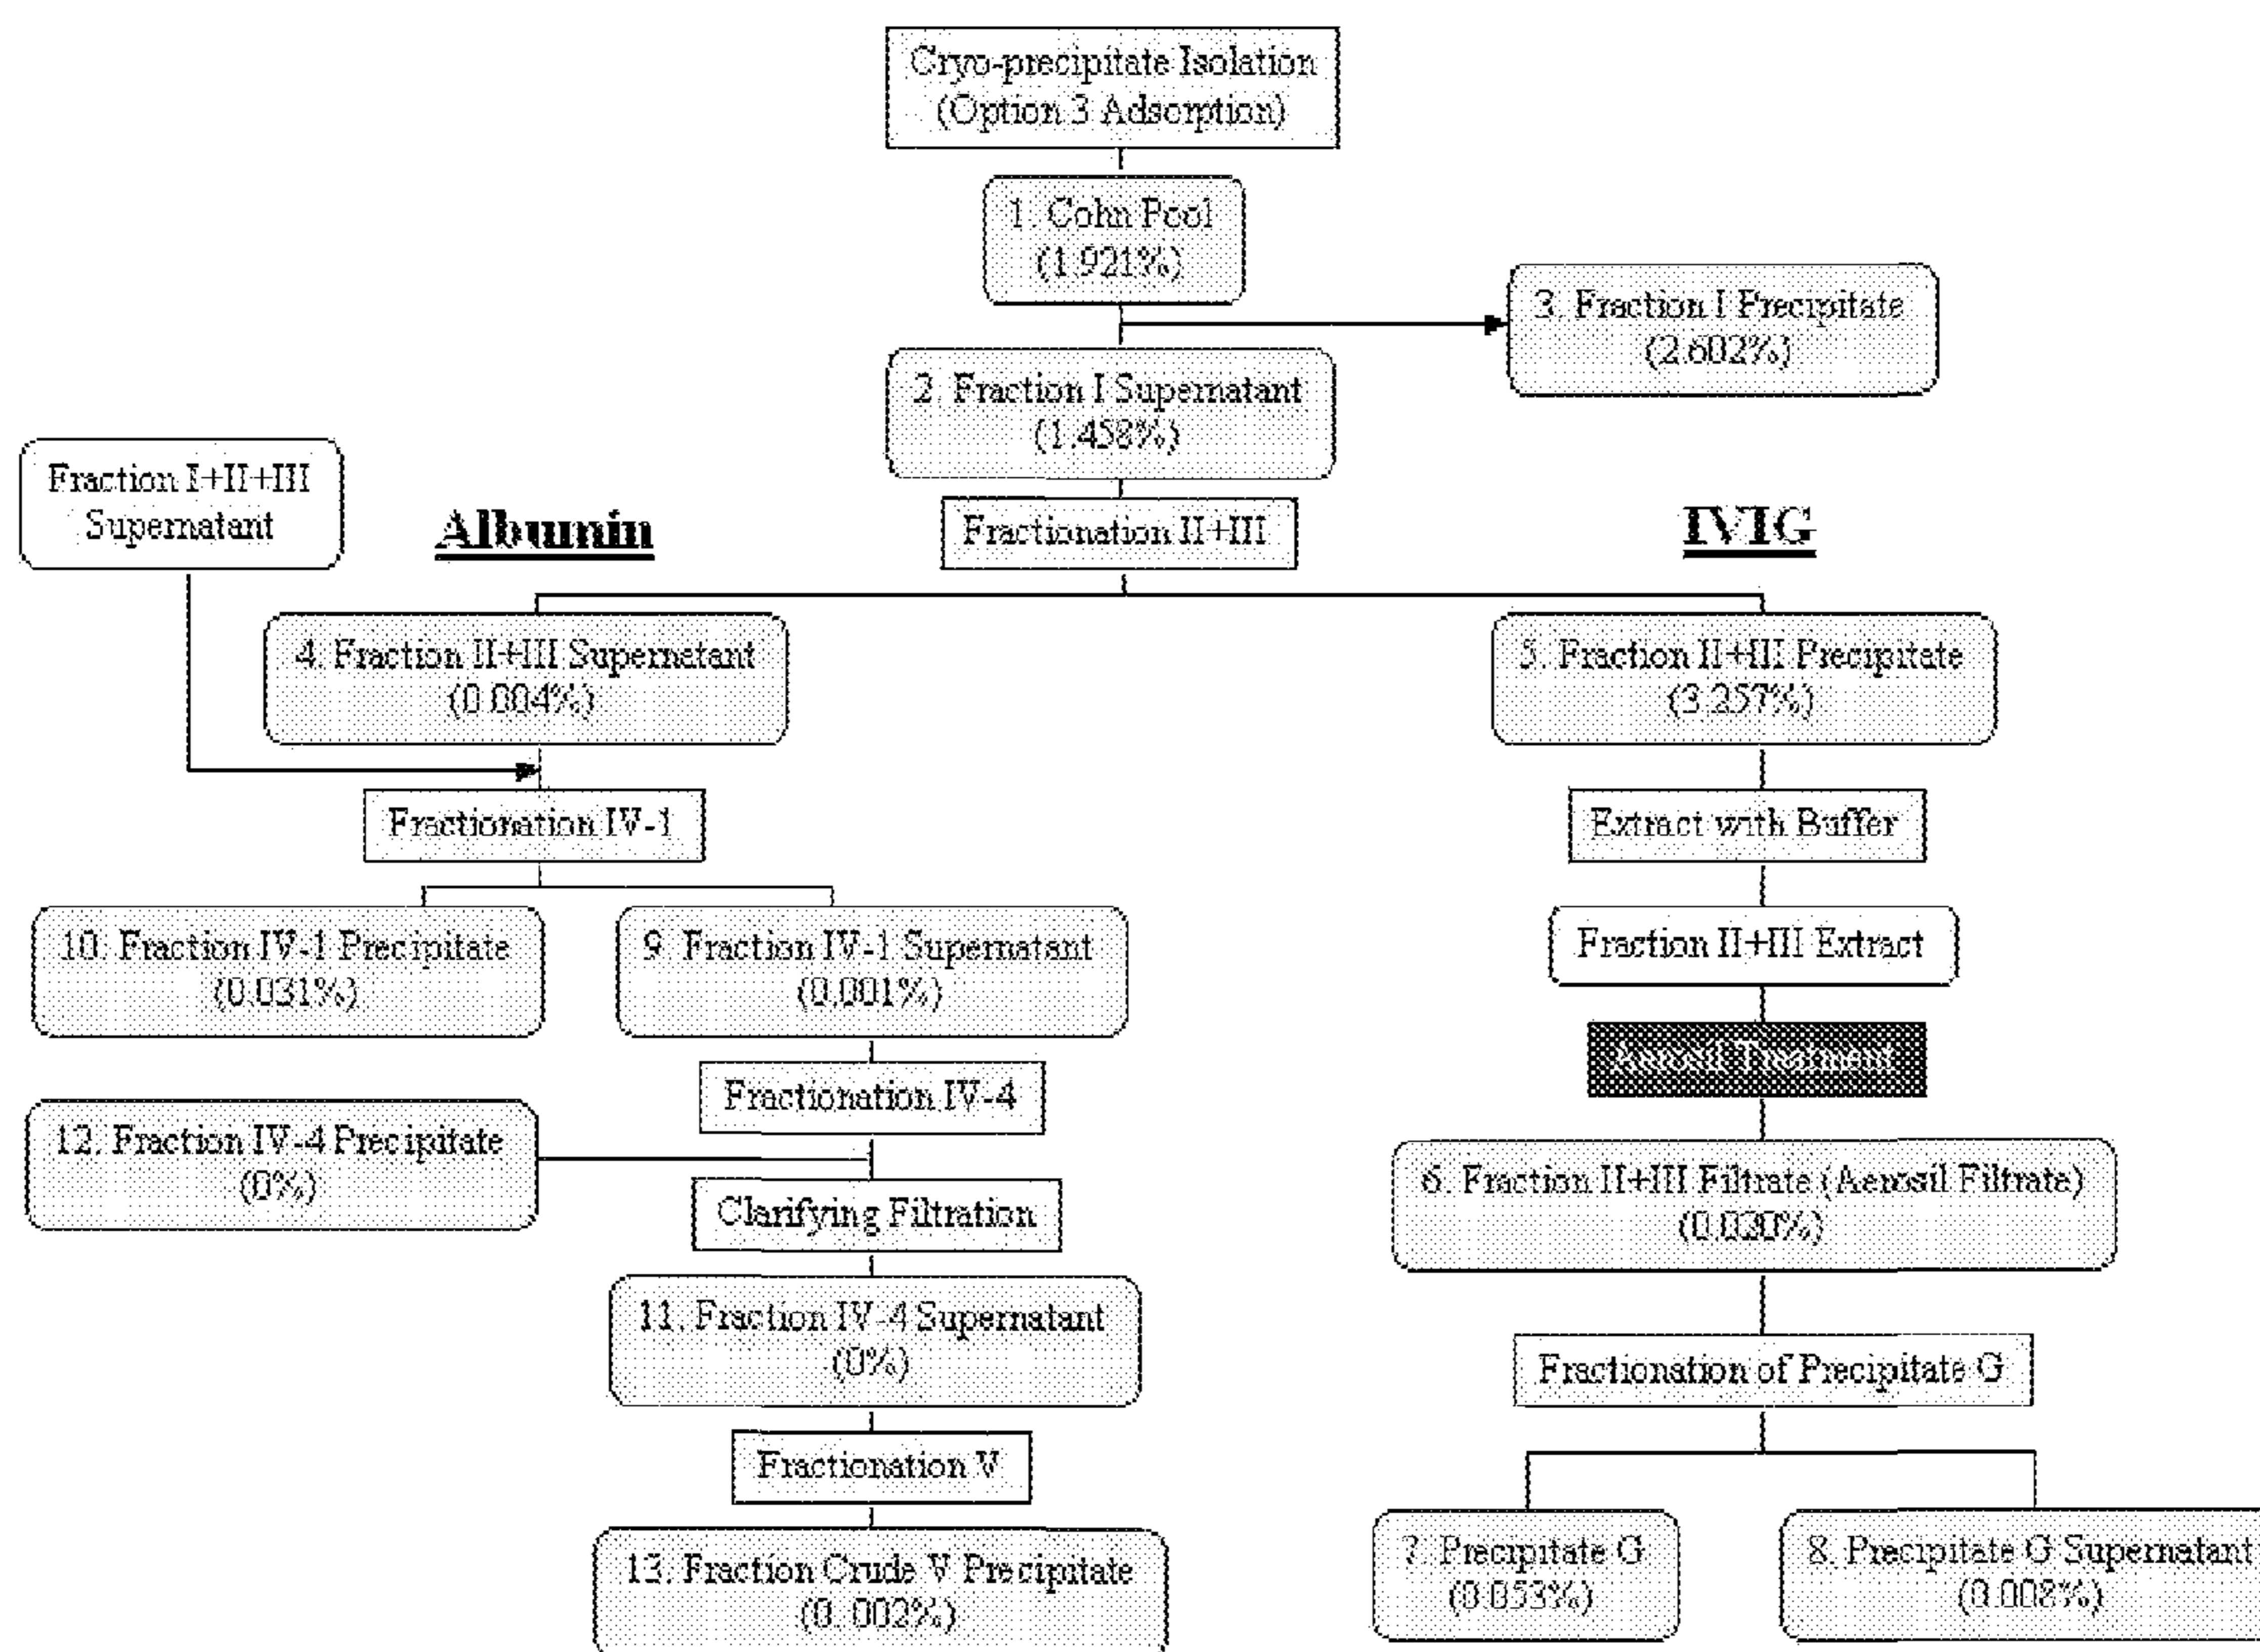 Cryo-precipitate Isolation
(Option 3 Adsorption)
1. Cohn Pool
(1.921%)
3. Fraction I Precipitate
(2.602%)
2. Fraction I Supernatant
(1.458%)
Fraction I+II+III
Supernatant
Albumin
Fractionation II+III
IVIG
4. Fraction II+III Supernatant
(0.004%)
5. Fraction II+III Precipitate
(3.257%)
Fractionation IV-1
Extract with Buffer
10. Fraction IV-1 Precipitate
(0.031%)
9. Fraction IV-1 Supernatant
(0.001%)
Fraction II+III Extract
Aerosil Treatment
Fractionation IV-4
12. Fraction IV-4 Precipitate
(0%)
6. Fraction II+III Filtrate (Aerosil Filtrate)
Clarifying Filtration
11. Fraction IV-4 Supernatant
(0%)
Fractionation of Precipitate G
Fractionation V
7. Precipitate G
(0.053%)
8. Precipitate G Supernatant
(0.008%)
13. Fraction Crude V Precipitate
(0.002%)